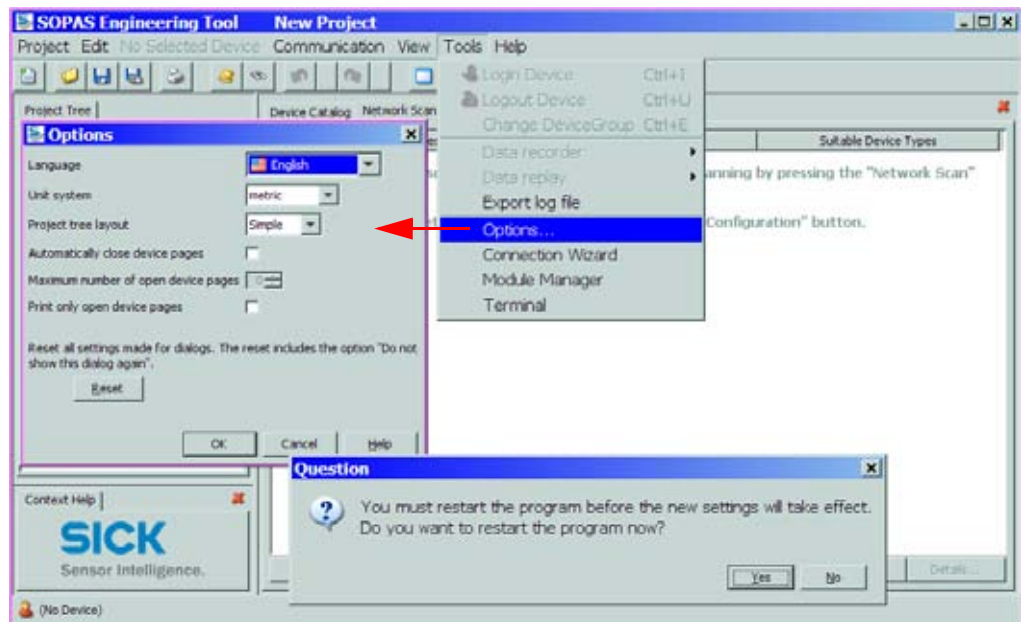 SOPAS Engineering Tool New Project
Project Edit No Selected Device Communication View Tools Help
Project Tree
Device Catalog Network Scan
Suitable Device Types
anning by pressing the "Network Scan"
Configuration" button.
Login Device Ctrl+I
Logout Device Ctrl+U
Change DeviceGroup Ctrl+E
Data recorder
Data replay
Export log file
Options...
Connection Wizard
Module Manager
Terminal
Options
Language English
Unit system metric
Project tree layout Simple
Automatically close device pages
Maximum number of open device pages
Print only open device pages
Reset all settings made for dialogs. The reset includes the option "Do not
show this dialog again".
Reset
OK Cancel Help
Question
You must restart the program before the new settings will take effect.
Do you want to restart the program now?
Yes No
Context Help
SICK
Sensor Intelligence.
Details...
(No Device)